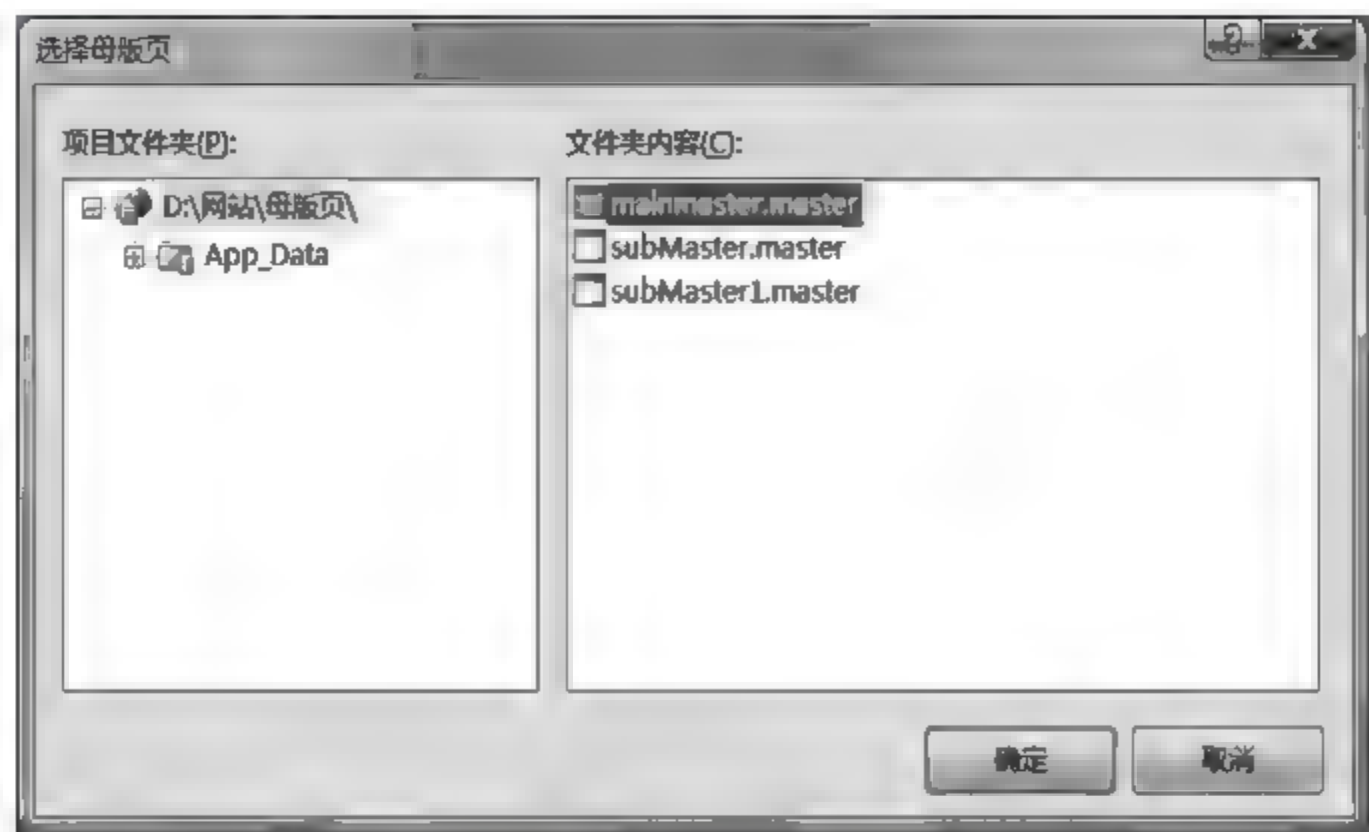 选择母版页
项目文件夹(P):
文件夹内容(C):
D:\网站\母版页\
App_Data
mainmaster.master
subMaster.master
subMaster1.master
确定
取消